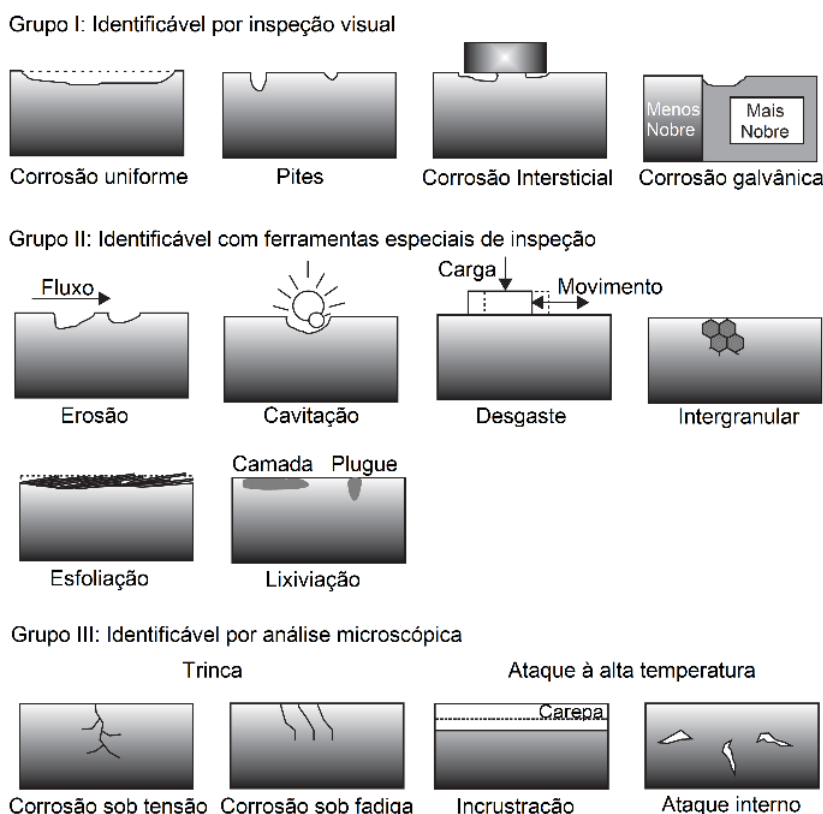 Grupo I: Identificável por inspeção visual
Menos
Nobre
Mais
Nobre
Corrosão uniforme
Pites
Corrosão Intersticial
Corrosão galvânica
Grupo II: Identificável com ferramentas especiais de inspeção
Fluxo
Carga
Movimento
Erosão
Cavitação
Desgaste
Intergranular
Camada
Plugue
Esfoliação
Lixiviação
Grupo III: Identificável por análise microscópica
Trinca
Ataque à alta temperatura
Carepa
Corrosão sob tensão
Corrosão sob fadiga
Incrustração
Ataque interno